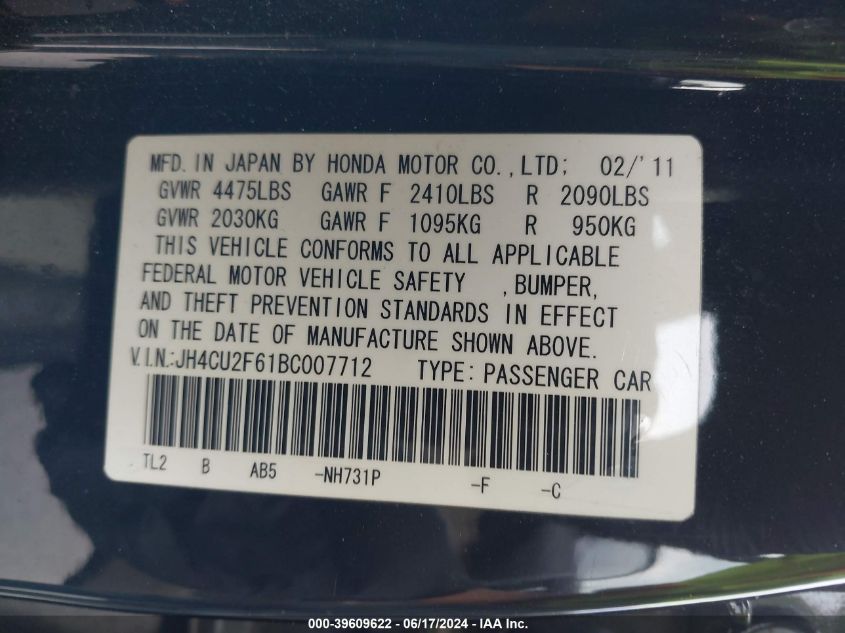 MFD. IN JAPAN BY HONDA MOTOR CO.,LTD; 02/'11
GVWR 4475LBS GAWR F 2410LBS R 2090LBS
GVWR 2030KG GAWR F 1095KG R 950KG
THIS VEHICLE CONFORMS TO ALL APPLICABLE
FEDERAL MOTOR VEHICLE SAFETY ,BUMPER,
AND THEFT PREVENTION STANDARDS IN EFFECT
ON THE DATE OF MANUFACTURE SHOWN ABOVE.
V.I.N.:JH4CU2F61BC007712 TYPE:PASSENGER CAR
TL2 B AB5 -NH731P -F -C
000-39609622 - 06/17/2024 - IAA Inc.